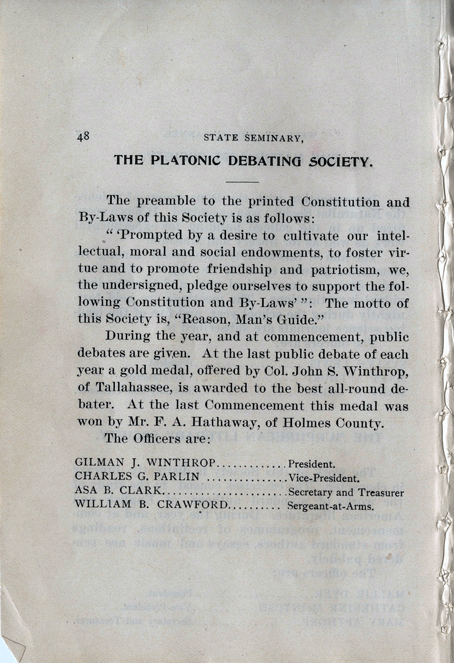 48 STATE SEMINARY,
THE PLATONIC DEBATING SOCIETY.
The preamble to the printed Constitution and
By-Laws of this Society is as follows:
“ ‘Prompted by a desire to cultivate our intel-
lectual, moral and social endowments, to foster vir-
tue and to promote friendship and patriotism, we,
the undersigned, pledge ourselves to support the fol-
lowing Constitution and By-Laws’ ”: The motto of
this Society is, “Reason, Man’s Guide.”
During the year, and at commencement, public
debates are given. At the last public debate of each
year a gold medal, offered by Col. John S. Winthrop,
of Tallahassee, is awarded to the best all-round de-
bater. At the last Commencement this medal was
won by Mr. F. A. Hathaway, of Holmes County.
The Officers are:
GILMAN J. WINTHROP............President.
CHARLES G. PARLIN ..............Vice-President.
ASA B. CLARK......................Secretary and Treasurer
WILLIAM B. CRAWFORD.......... Sergeant-at-Arms.